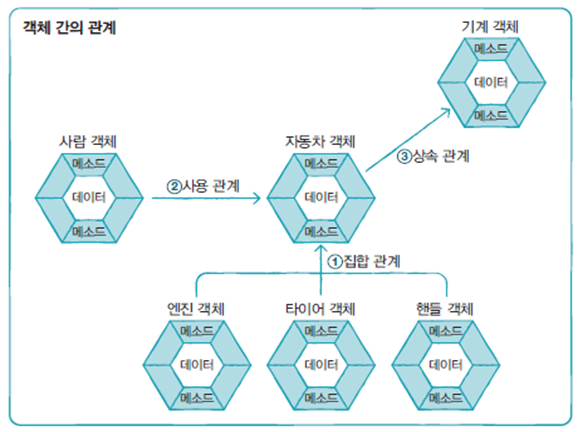 객체 간의 관계
기계 객체
메소드
데이터
메소드
사람 객체
메소드
데이터
메소드
②사용 관계
자동차 객체
메소드
데이터
메소드
③상속 관계
①집합 관계
엔진 객체
메소드
데이터
메소드
타이어 객체
메소드
데이터
메소드
핸들 객체
메소드
데이터
메소드